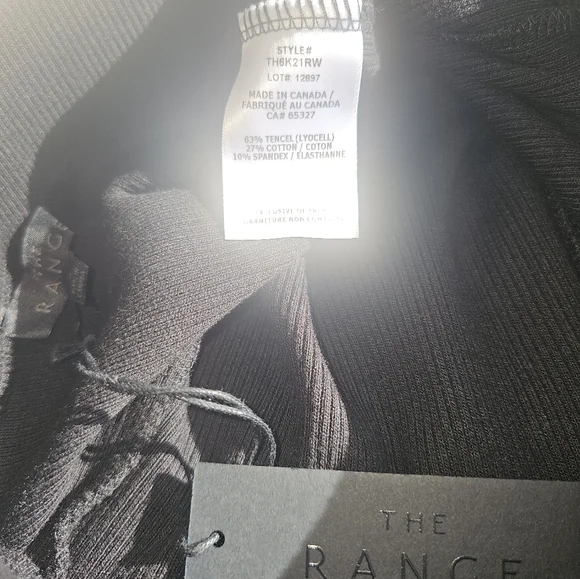 STYLE#
TH6K21RW
LOT#: 12897
MADE IN CANADA /
FABRIQUÉ AU CANADA
CA# 65327
63% TENCEL (LYOCELL)
27% COTTON / COTON
10% SPANDEX / ÉLASTHANNE
RANG
THE
RANGE